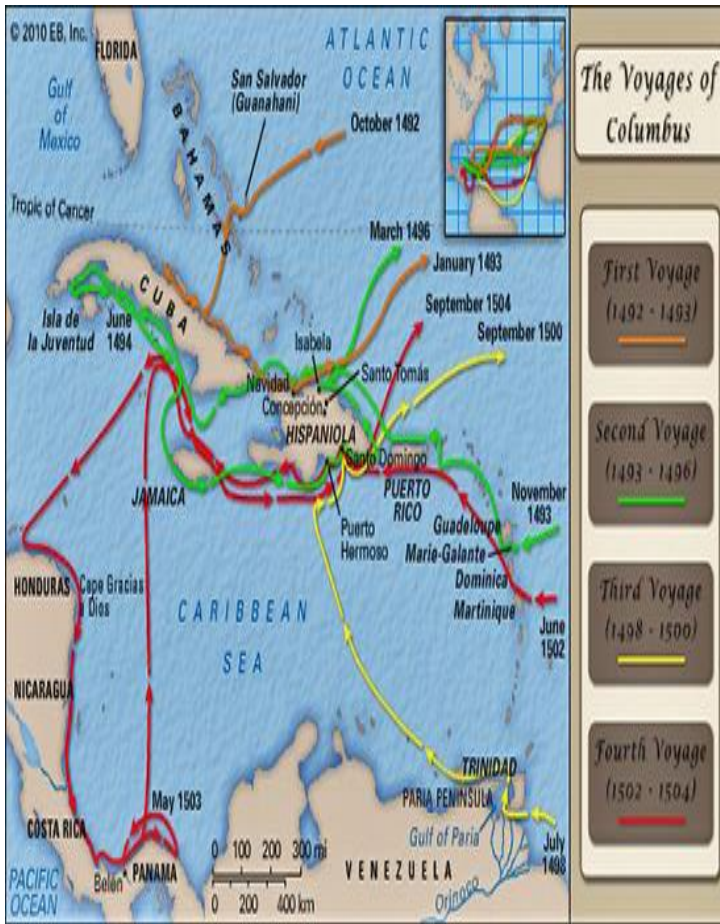 © 2010 EB, Inc.
FLORIDA
ATLANTIC
OCEAN
Gulf
of
Mexico
San Salvador
(Guanahani)
October 1492
BAHAMAS
Tropic of Cancer
March 1496
January 1493
September 1504
September 1500
CUBA
Isla de
la Juventud
June
1494
Isabela
Navidad
Santo Tomás
Concepción
HISPANIOLA
Santo Domingo
JAMAICA
PUERTO
RICO
November
1493
Puerto
Hermoso
Guadeloupe
Marie-Galante
Dominica
Martinique
June
1502
HONDURAS
Cape Gracias
a Dios
CARIBBEAN
SEA
NICARAGUA
TRINIDAD
PARIA PENINSULA
May 1503
COSTA RICA
Gulf of Paria
July
1498
0 100 200 300 mi
0 200 400 km
VENEZUELA
Orinoco
PACIFIC
OCEAN
Belén
PANAMA
The Voyages of
Columbus
First Voyage
(1492 - 1493)
Second Voyage
(1493 - 1496)
Third Voyage
(1498 - 1500)
Fourth Voyage
(1502 - 1504)